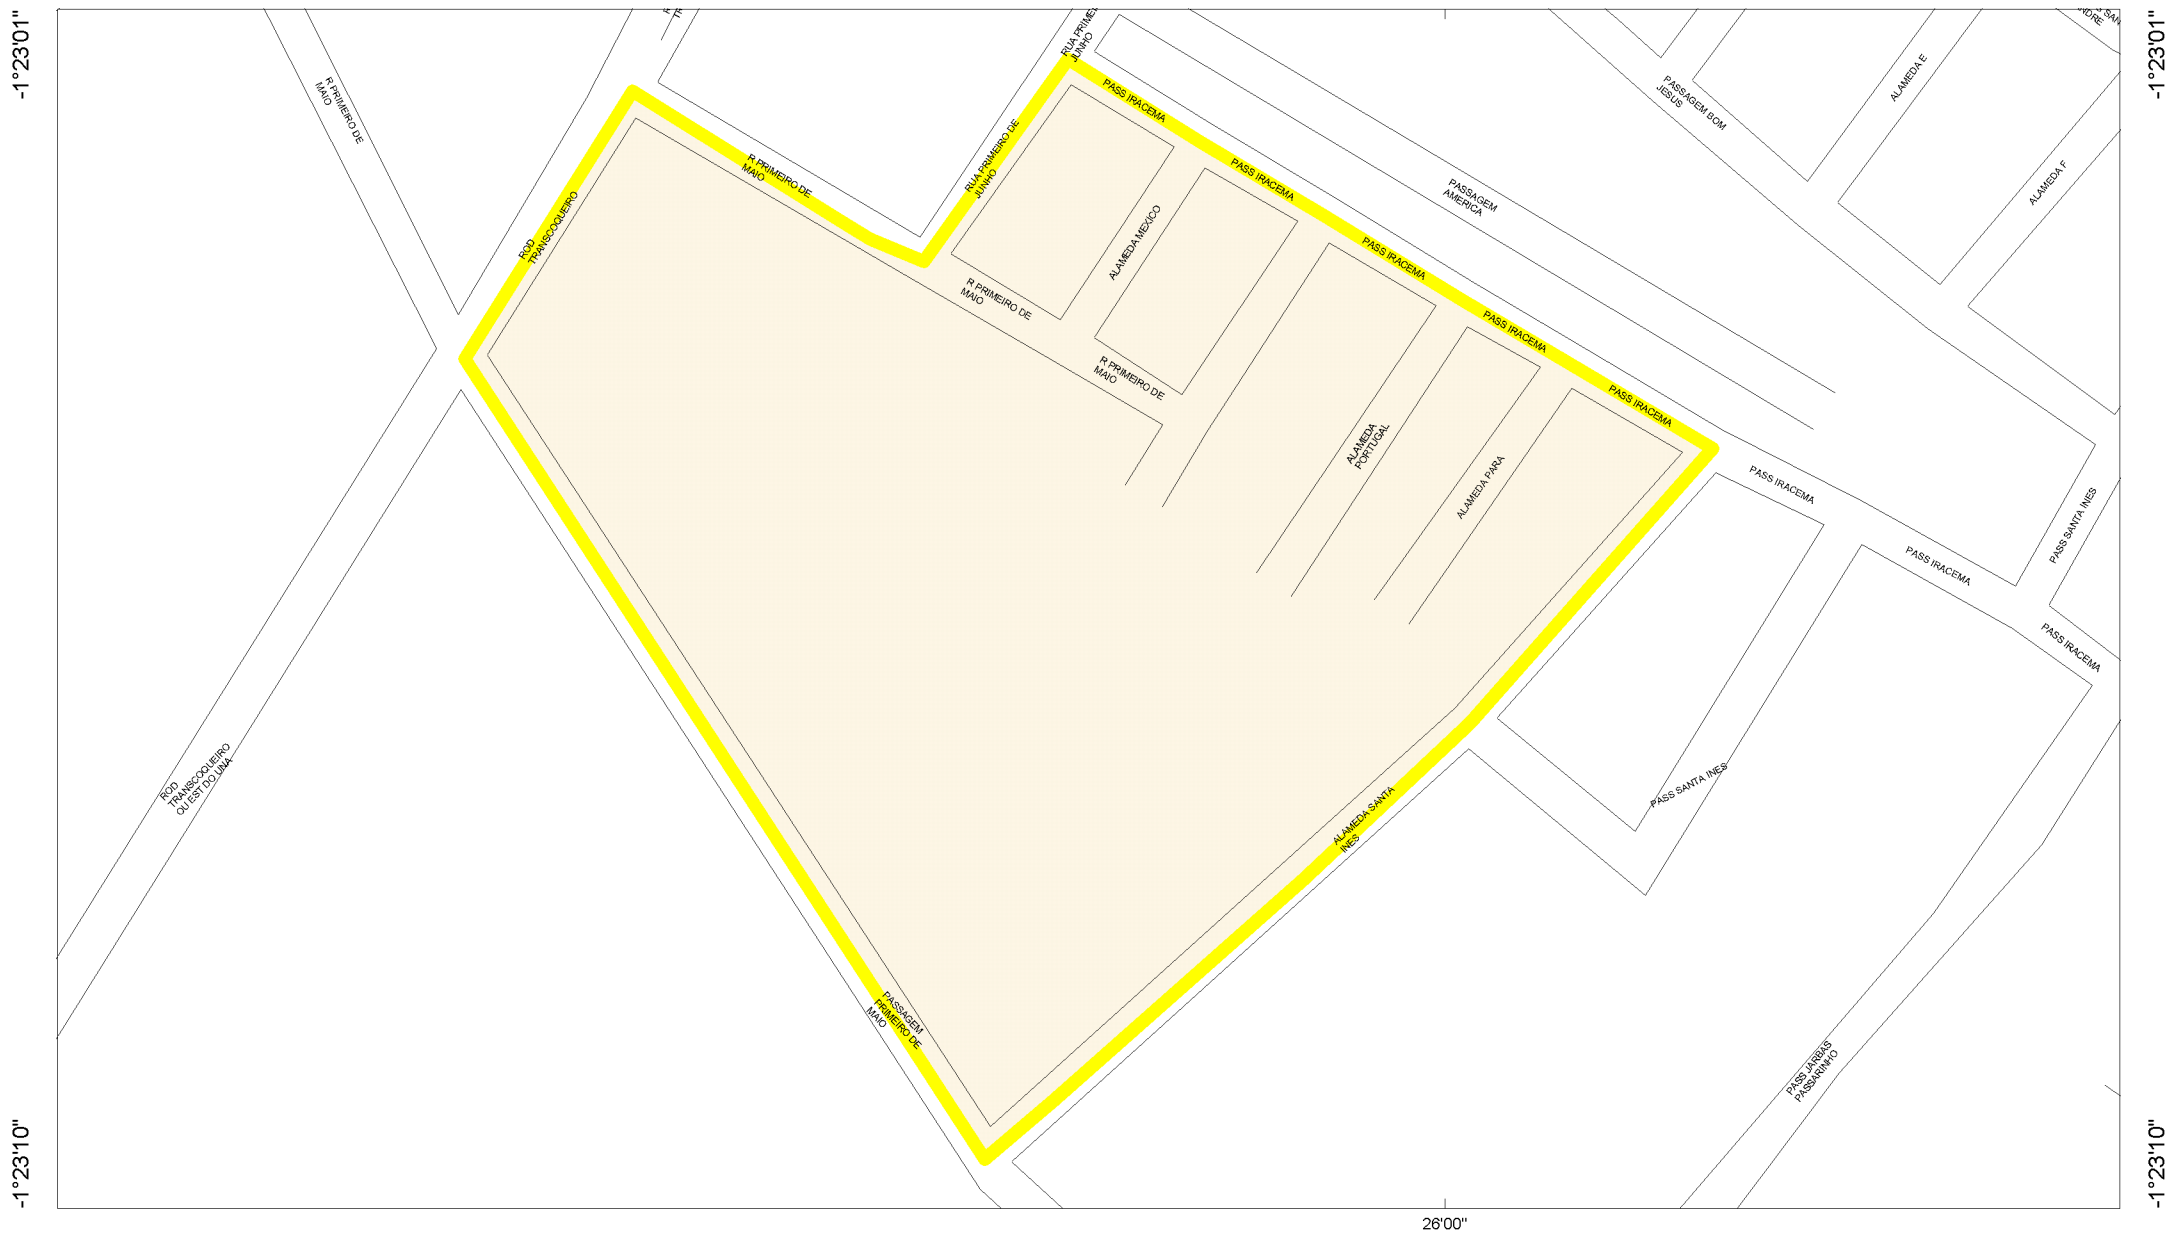 -1°23'01"
-1°23'01"
R PRIMEIRO DE
MAIO
RUA PRIMEI
JUNHO
PASS IRACEMA
R PRIMEIRO DE
MAIO
RUA PRIMEIRO DE
JUNHO
PASS IRACEMA
PASSAGEM
AMERICA
PASSAGEM BOM
JESUS
ALAMEDA E
ALAMEDA F
NDRE
ROD
TRANSCOQUEIRO
ALAMEDA MEXICO
PASS IRACEMA
R PRIMEIRO DE
MAIO
PASS IRACEMA
R PRIMEIRO DE
MAIO
PASS IRACEMA
ALAMEDA
PORTUGAL
ALAMEDA PARA
PASS IRACEMA
PASS SANTA INES
PASS IRACEMA
PASS IRACEMA
ROD
TRANSCOQUEIRO
OU EST DO UNA
PASS SANTA INES
ALAMEDA SANTA
INES
PASSAGEM
PRIMEIRO DE
MAIO
PASS JARBAS
PASSARINHO
-1°23'10"
-1°23'10"
26'00"